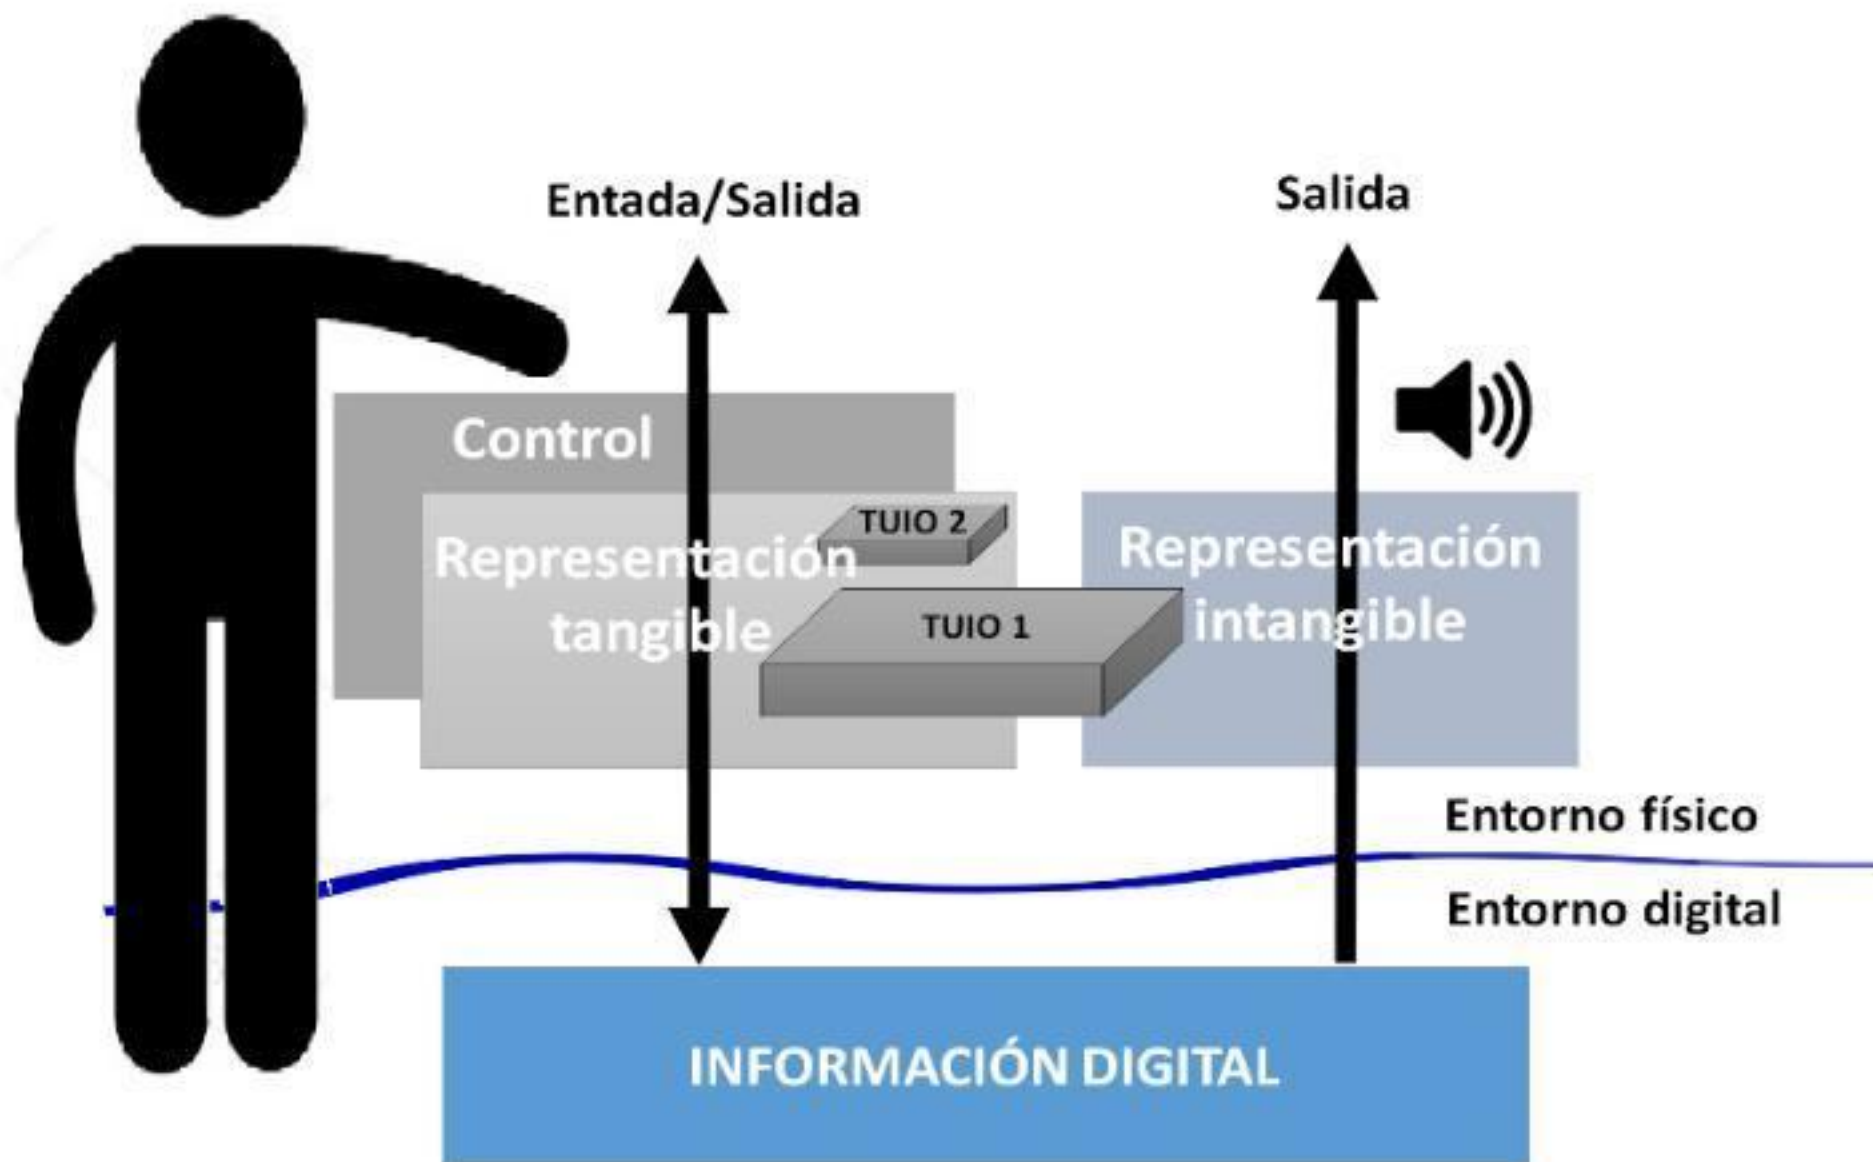 Entada/Salida
Salida
Control
Representación
tangible
TUIO 2
TUIO 1
Representación
intangible
Entorno físico
Entorno digital
INFORMACIÓN DIGITAL